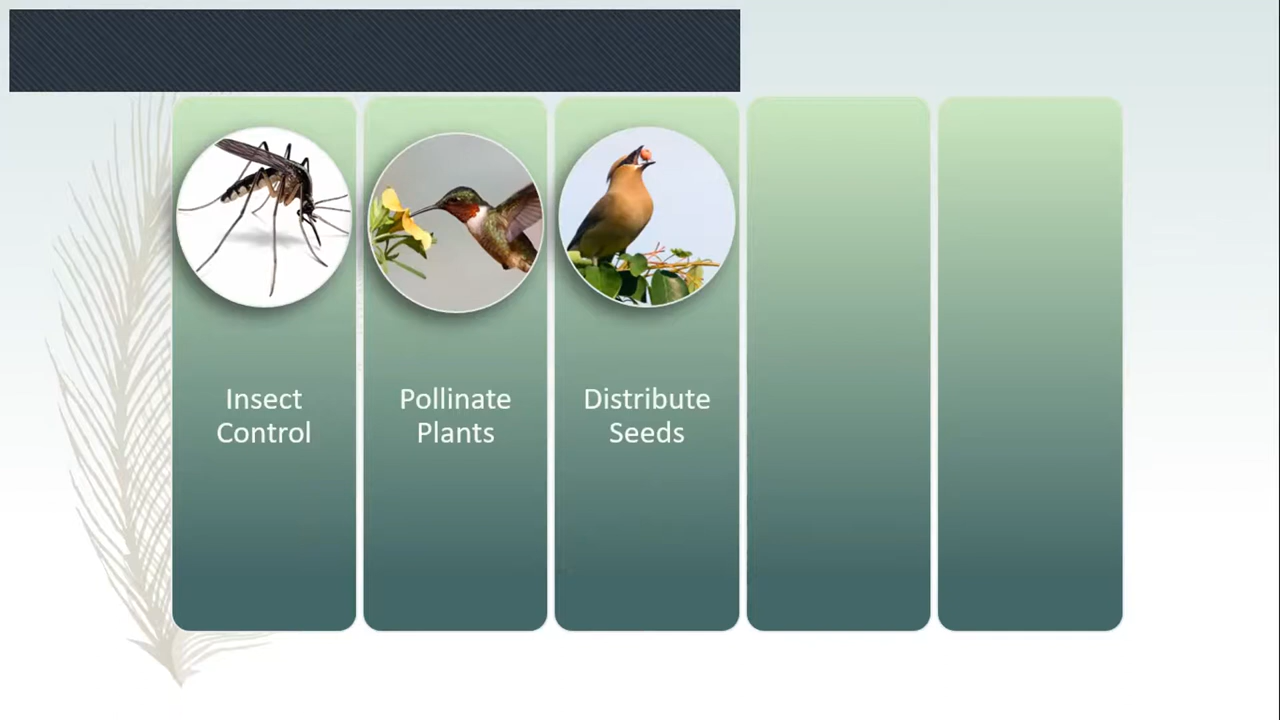 Insect
Control
Pollinate
Plants
Distribute
Seeds